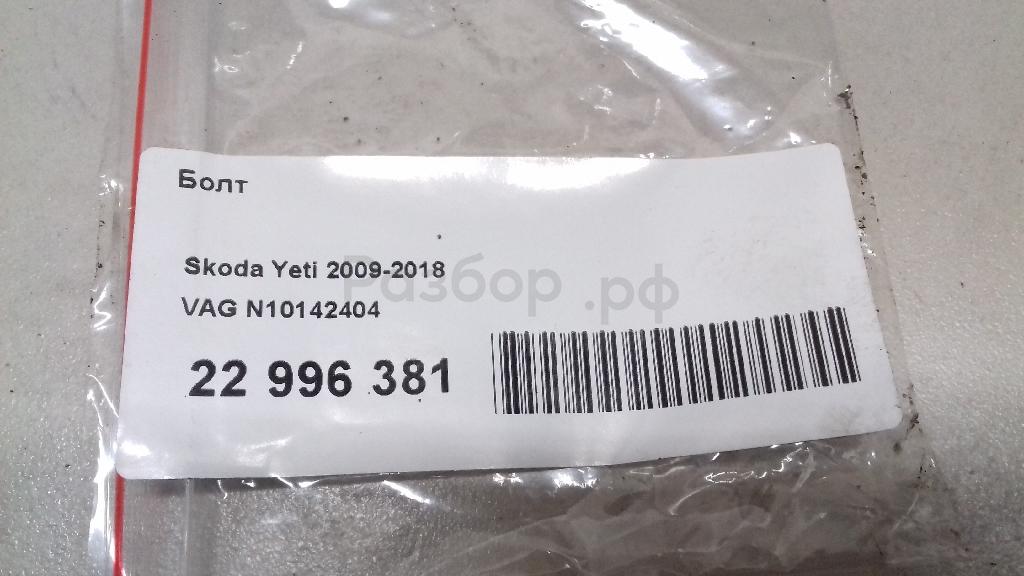 Болт
Skoda Yeti 2009-2018
Разбор.рф
VAG N10142404
22 996 381